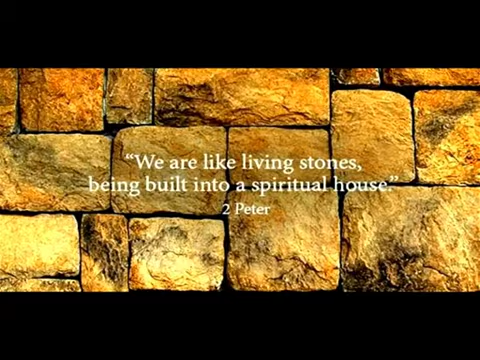 “We are like living stones,
being built into a spiritual house.”
2 Peter